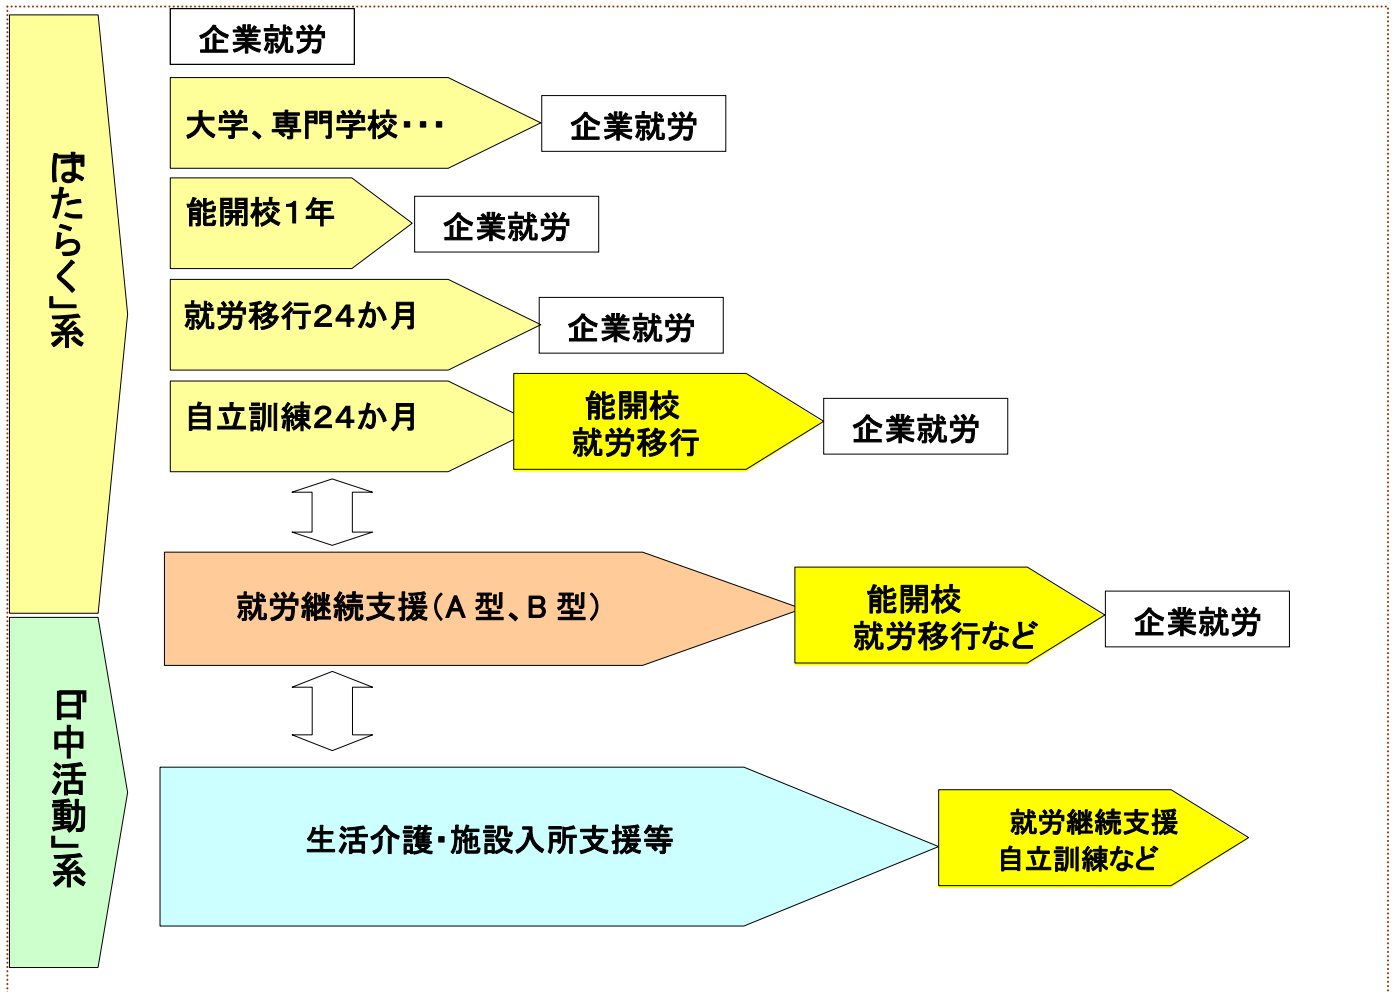 「はたらく」系
企業就労
大学、専門学校・・・
企業就労
能開校１年
企業就労
就労移行２４か月
企業就労
自立訓練２４か月
能開校
就労移行
企業就労
就労継続支援（Ａ型、Ｂ型）
能開校
就労移行など
企業就労
「日中活動」系
生活介護・施設入所支援等
就労継続支援
自立訓練など